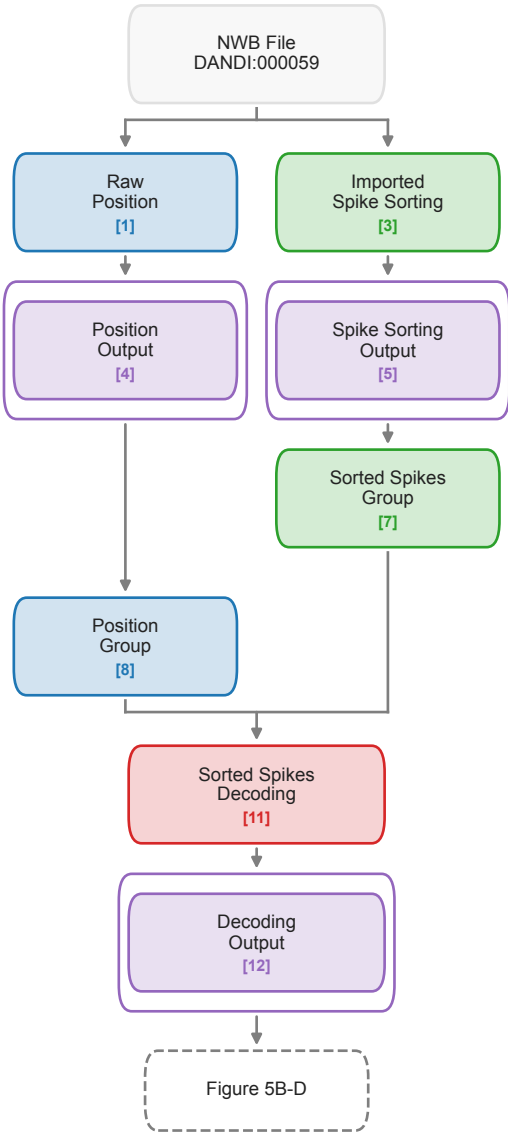 NWB File
DANDI:000059
Raw
Position
[1]
Imported
Spike Sorting
[3]
Position
Output
[4]
Spike Sorting
Output
[5]
Sorted Spikes
Group
[7]
Position
Group
[8]
Sorted Spikes
Decoding
[11]
Decoding
Output
[12]
Figure 5B-D